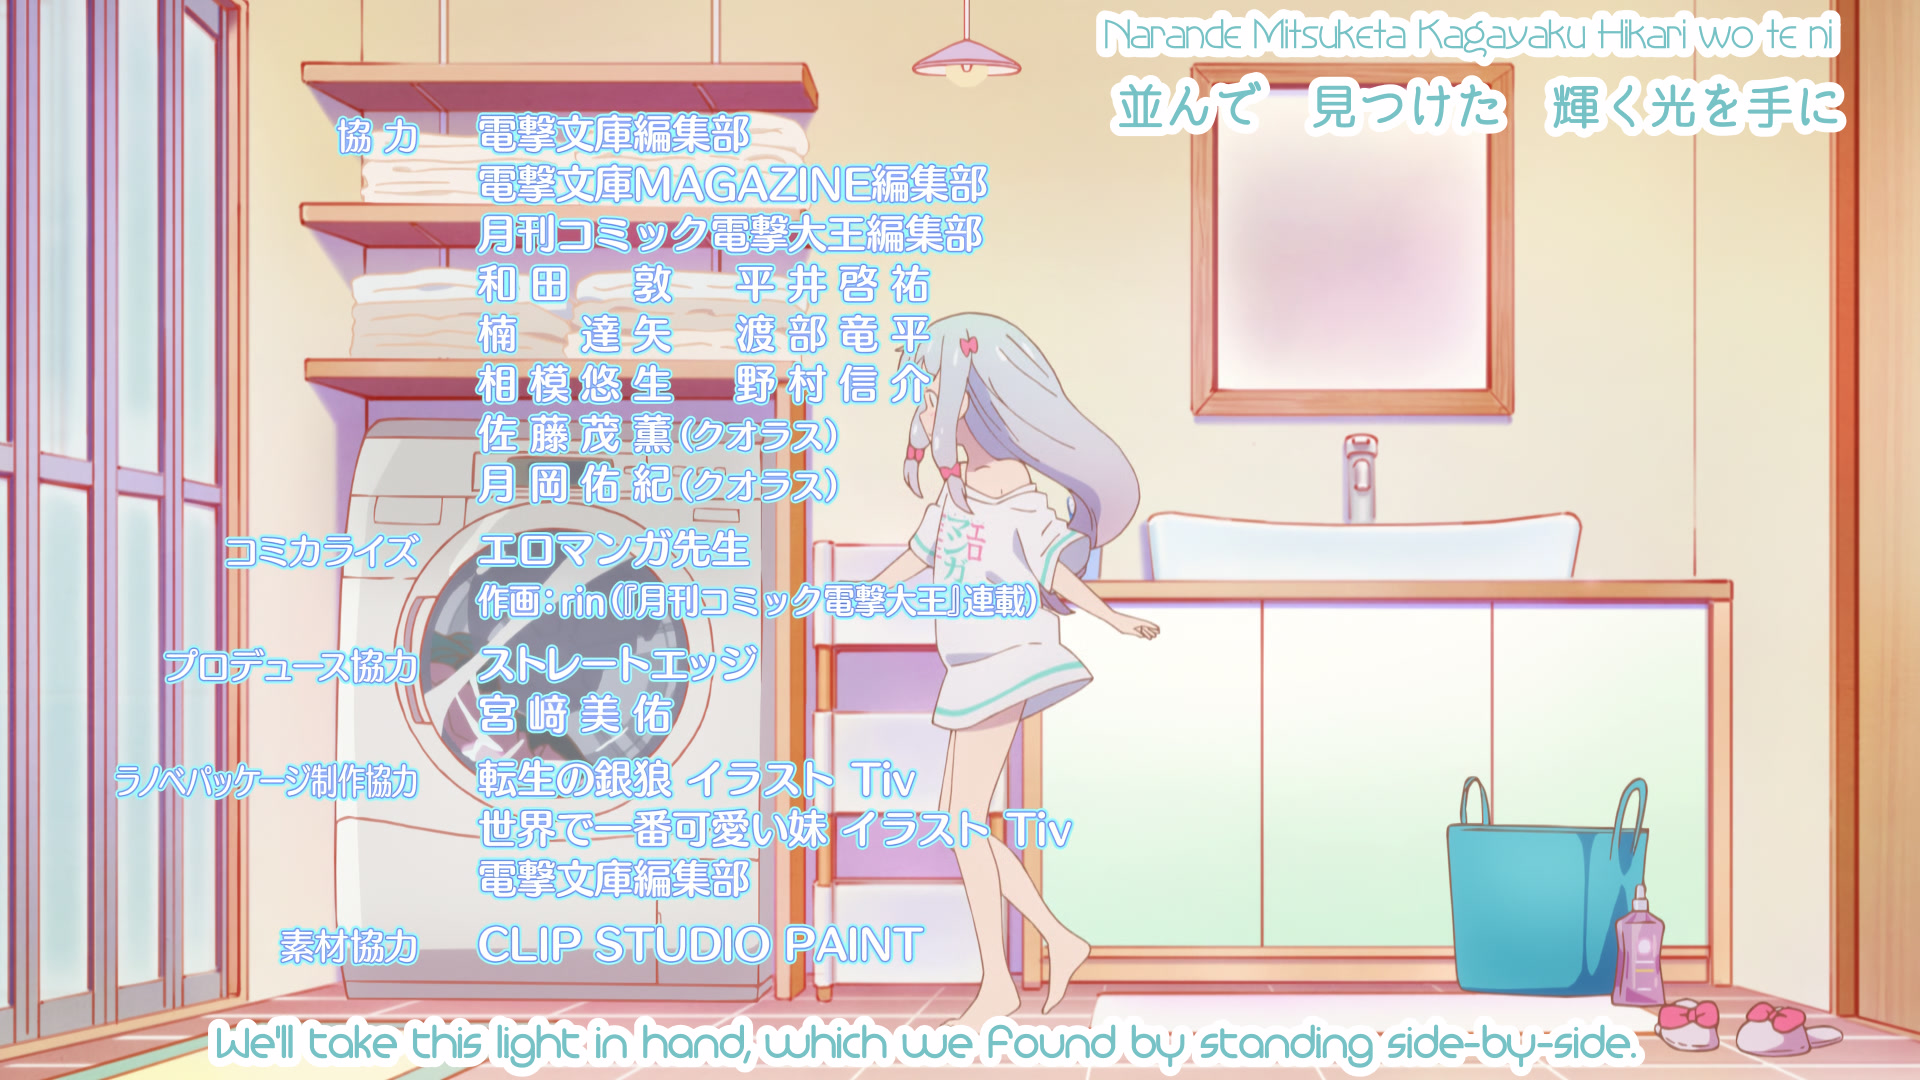 Narande Mitsuketa Kagayaku Hikari wo te ni
並んで　見つけた　輝く光を手に
協力　電撃文庫編集部
電撃文庫MAGAZINE編集部
月刊コミック電撃大王編集部
和田　敦　平井啓祐
楠　達矢　渡部竜平
相模悠生　野村信介
佐藤茂薫(クオラス)
月岡佑紀(クオラス)
コミカライズ　エロマンガ先生
作画：rin(『月刊コミック電撃大王』連載)
プロデュース協力　ストレートエッジ
宮﨑美佑
ラノベパッケージ制作協力　転生の銀狼 イラスト Tiv
世界で一番可愛い妹 イラスト Tiv
電撃文庫編集部
素材協力　CLIP STUDIO PAINT
エロ
マンガ
We'll take this light in hand, which we found by standing side-by-side.